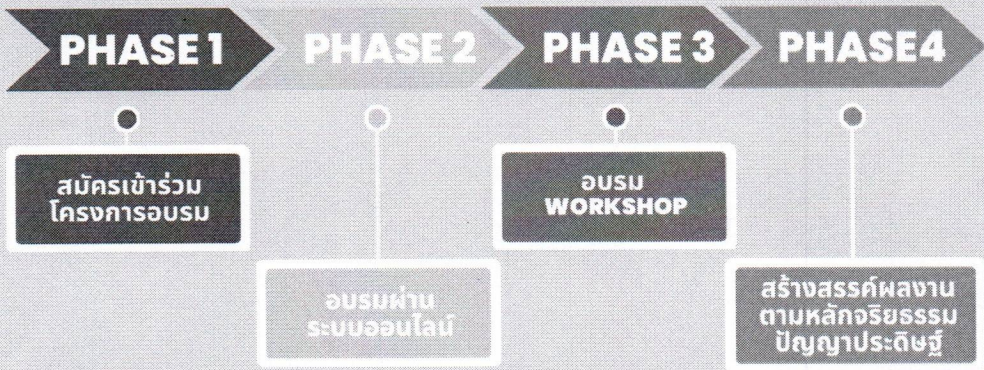 PHASE 1
PHASE 2
PHASE 3
PHASE4
สมัครเข้าร่วม
โครงการอบรม
อบรมผ่าน
ระบบออนไลน์
อบรม
WORKSHOP
สร้างสรรค์ผลงาน
ตามหลักจริยธรรม
ปัญญาประดิษฐ์